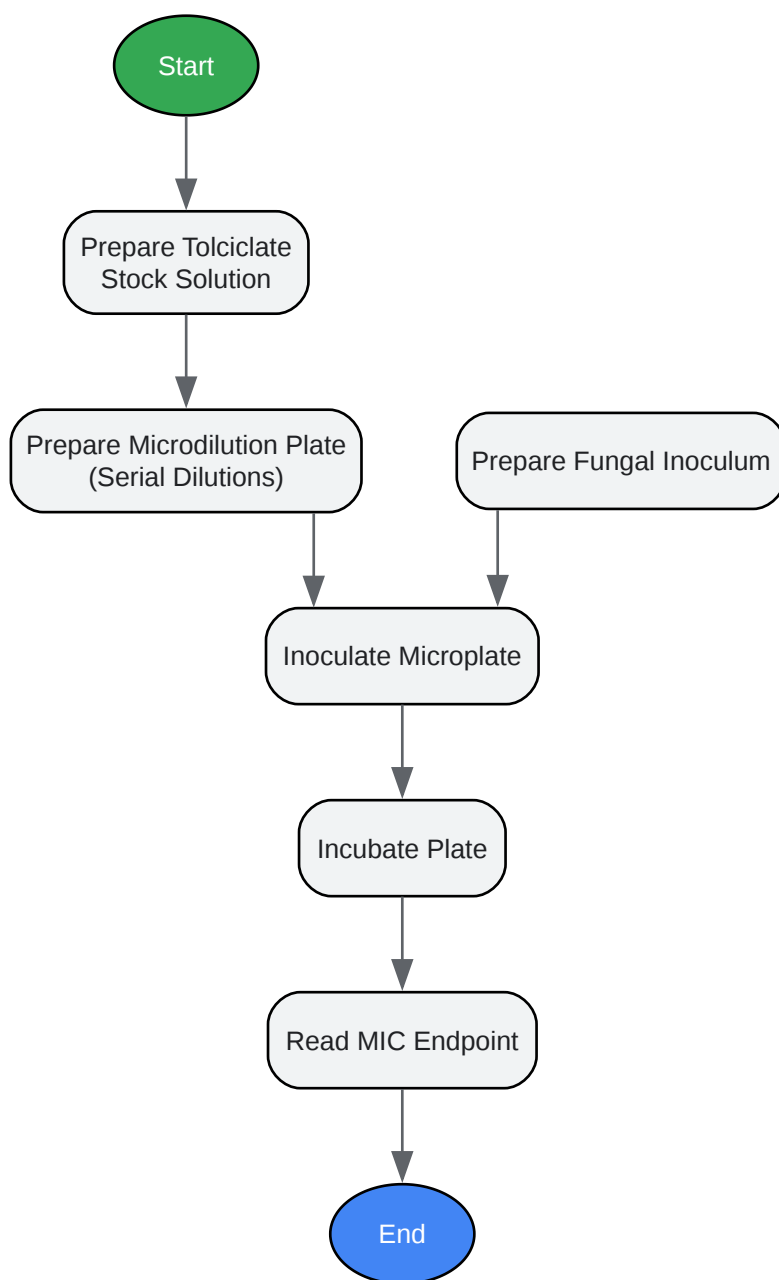 Start
Prepare Tolciclate
Stock Solution
Prepare Microdilution Plate
(Serial Dilutions)
Prepare Fungal Inoculum
Inoculate Microplate
Incubate Plate
Read MIC Endpoint
End